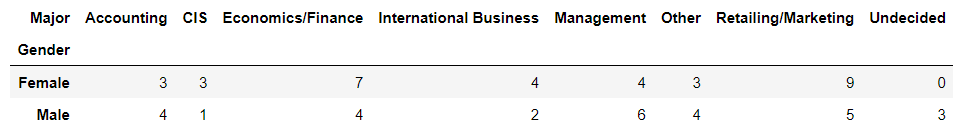 Major Accounting CIS Economics/Finance International Business Management Other Retailing/Marketing Undecided
Gender
Female 3 3 7 4 4 3 9 0
Male 4 1 4 2 6 4 5 3